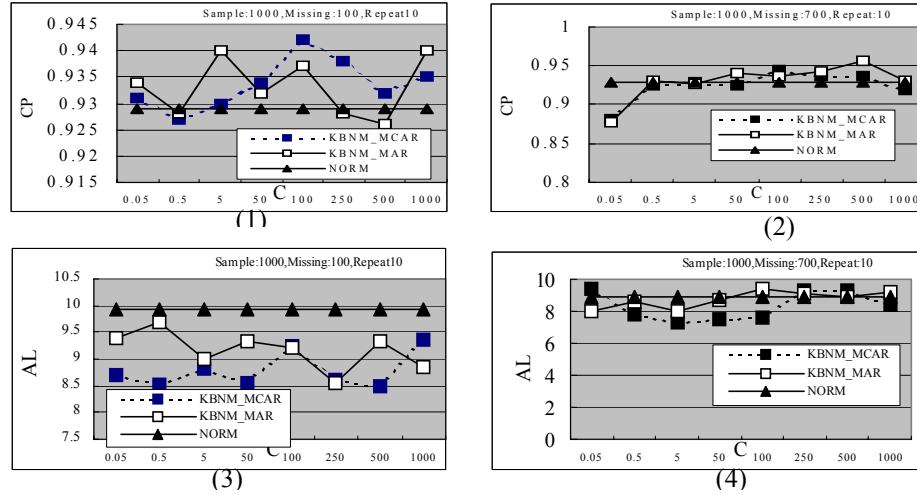 Sample:1000,Missing:100,Repeat10
0.945
0.94
0.935
0.93
0.925
0.92
0.915
CP
KBNM_MCAR
KBNM_MAR
NORM
0.05 0.5 5 50 100 250 500 1000
C
(1)
Sample:1000,Missing:700,Repeat:10
1
0.95
0.9
0.85
0.8
CP
KBNM_MCAR
KBNM_MAR
NORM
0.05 0.5 5 50 100 250 500 1000
C
(2)
Sample:1000,Missing:100,Repeat10
10.5
10
9.5
9
8.5
8
7.5
AL
KBNM_MCAR
KBNM_MAR
NORM
0.05 0.5 5 50 100 250 500 1000
C
(3)
Sample:1000,Missing:700,Repeat:10
10
8
6
4
2
0
AL
KBNM_MCAR
KBNM_MAR
NORM
0.05 0.5 5 50 100 250 500 1000
C
(4)